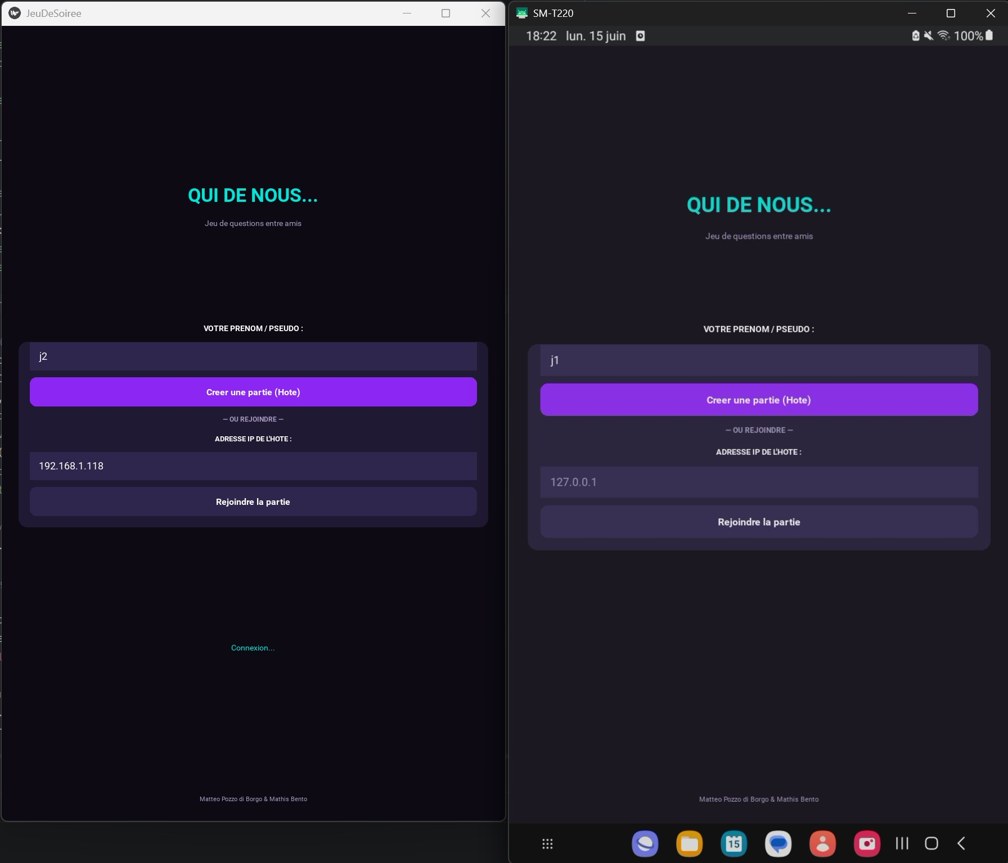 JeuDeSoiree
QUI DE NOUS...
Jeu de questions entre amis
VOTRE PRENOM / PSEUDO :
j2
Creer une partie (Hote)
— OU REJOINDRE —
ADRESSE IP DE L'HOTE :
192.168.1.118
Rejoindre la partie
Connexion...
Matteo Pozzo di Borgo & Mathis Bento
SM-T220
18:22 lun. 15 juin 100%
QUI DE NOUS...
Jeu de questions entre amis
VOTRE PRENOM / PSEUDO :
j1
Creer une partie (Hote)
— OU REJOINDRE —
ADRESSE IP DE L'HOTE :
127.0.0.1
Rejoindre la partie
Matteo Pozzo di Borgo & Mathis Bento
15